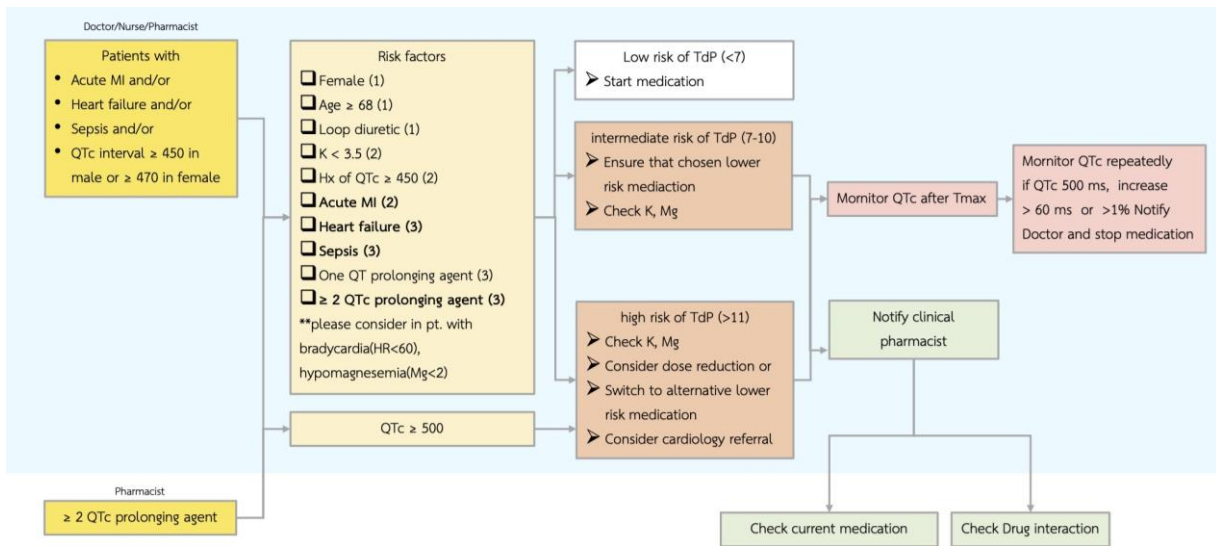 Doctor/Nurse/Pharmacist
Patients with
• Acute MI and/or
• Heart failure and/or
• Sepsis and/or
• QTc interval ≥ 450 in
male or ≥ 470 in female
Risk factors
❑ Female (1)
❑ Age ≥ 68 (1)
❑ Loop diuretic (1)
❑ K < 3.5 (2)
❑ Hx of QTc ≥ 450 (2)
❑ Acute MI (2)
❑ Heart failure (3)
❑ Sepsis (3)
❑ One QT prolonging agent (3)
❑ ≥ 2 QTc prolonging agent (3)
**please consider in pt. with
bradycardia(HR<60),
hypomagnesemia(Mg<2)
QTc ≥ 500
Low risk of TdP (<7)
➢ Start medication
intermediate risk of TdP (7-10)
➢ Ensure that chosen lower
risk mediaction
➢ Check K, Mg
high risk of TdP (>11)
➢ Check K, Mg
➢ Consider dose reduction or
➢ Switch to alternative lower
risk medication
➢ Consider cardiology referral
Mornitor QTc after Tmax
Mornitor QTc repeatedly
if QTc 500 ms, increase
> 60 ms or >1% Notify
Doctor and stop medication
Notify clinical
pharmacist
Pharmacist
≥ 2 QTc prolonging agent
Check current medication
Check Drug interaction